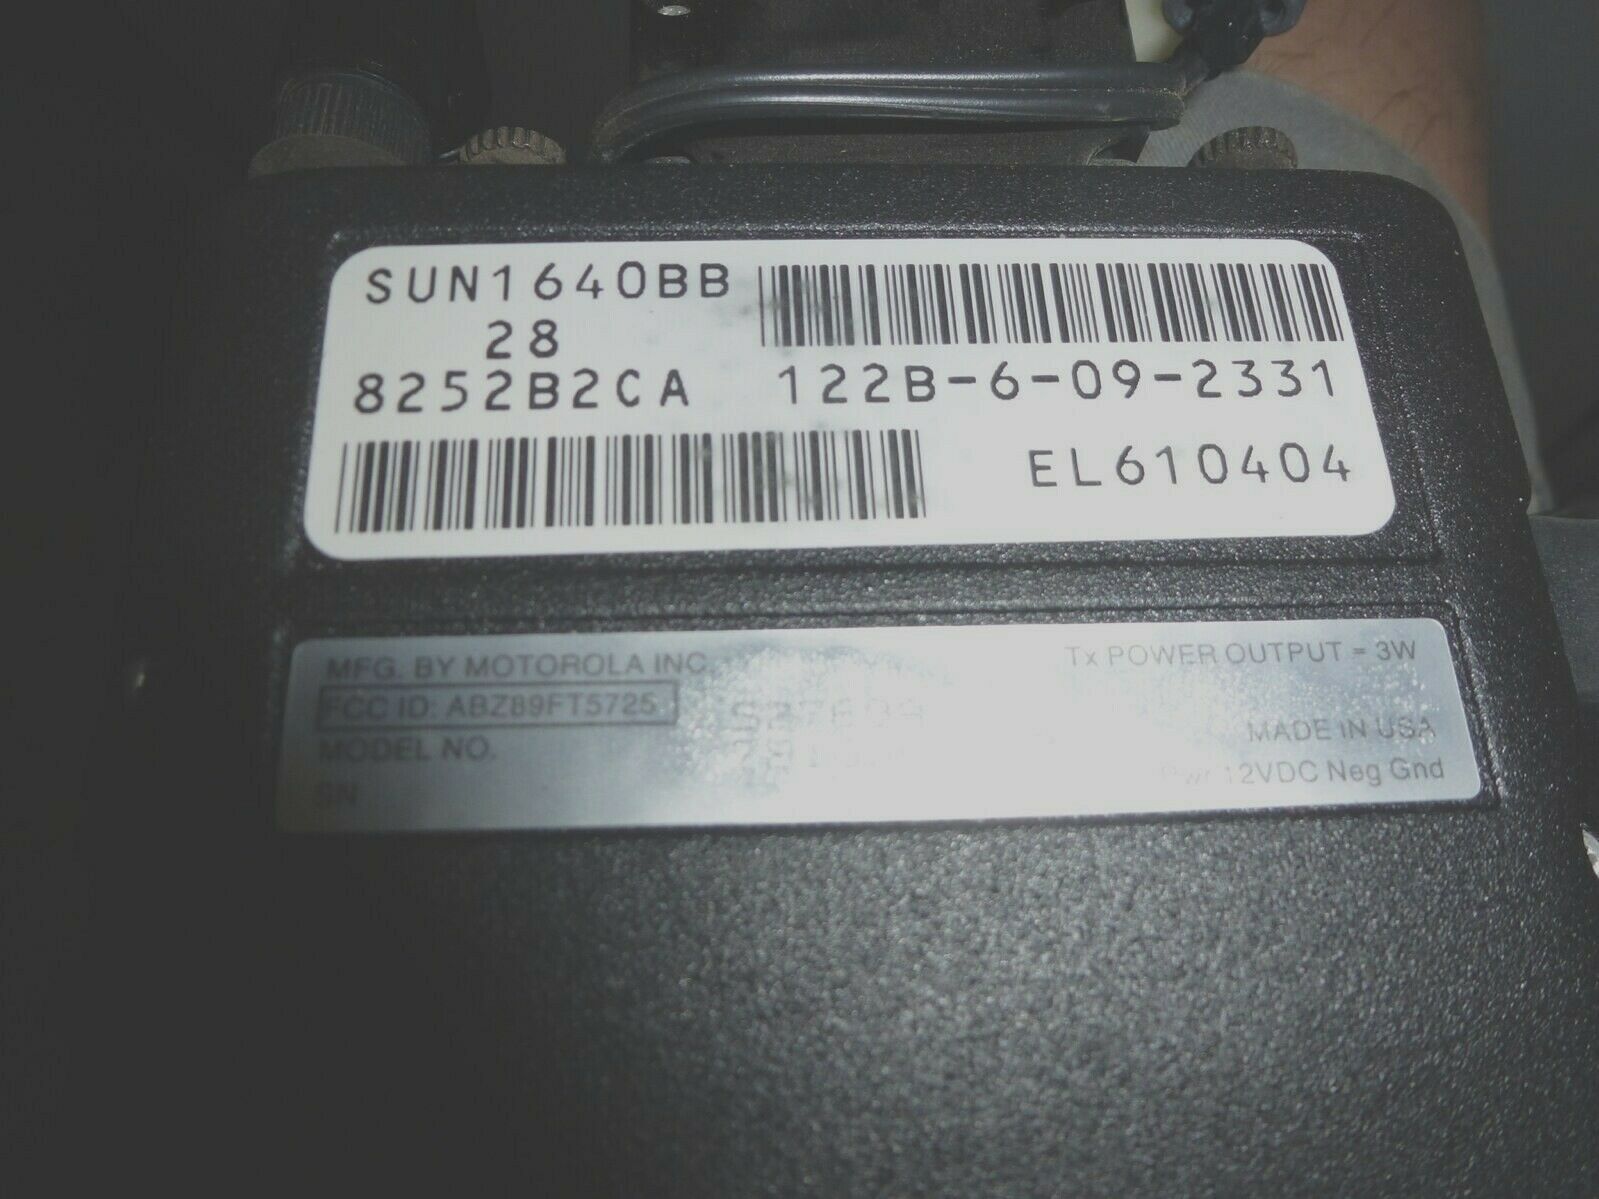 SUN1640BB
28
8252B2CA 122B-6-09-2331
EL610404
MFG. BY MOTOROLA INC. Tx POWER OUTPUT = 3W
FCC ID: ABZ89FT5725
MADE IN USA
MODEL NO.
Pwr 12VDC Neg Gnd
SN